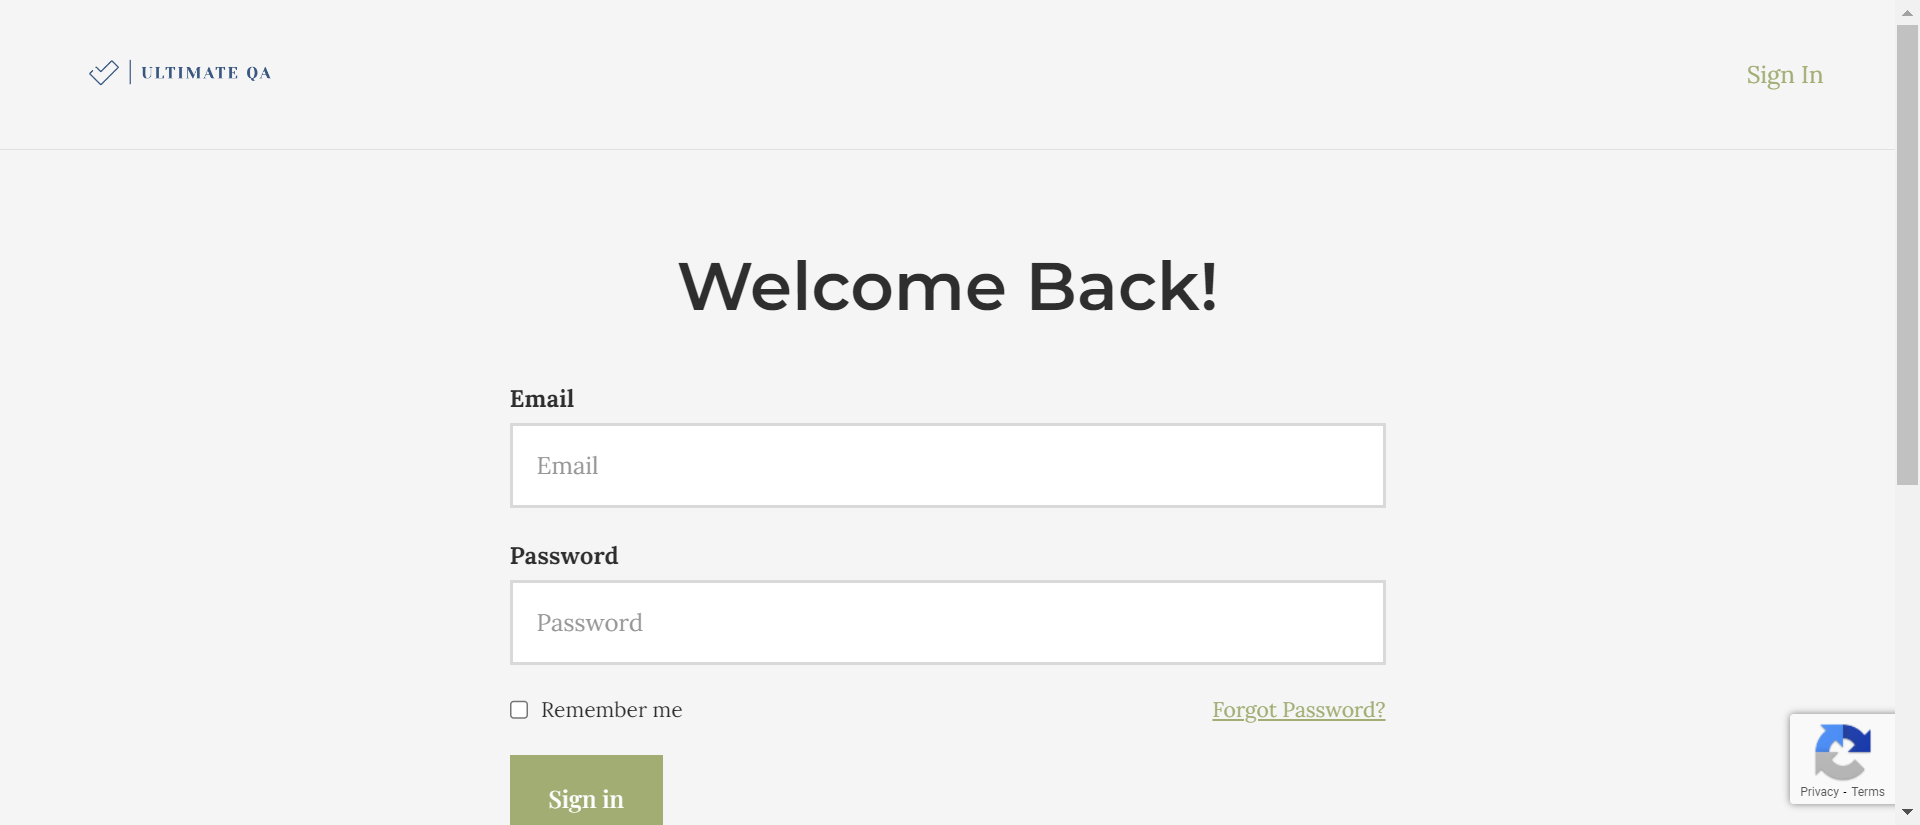 ULTIMATE QA
Sign In
Welcome Back!
Email
Email
Password
Password
Remember me
Forgot Password?
Sign in
Privacy - Terms